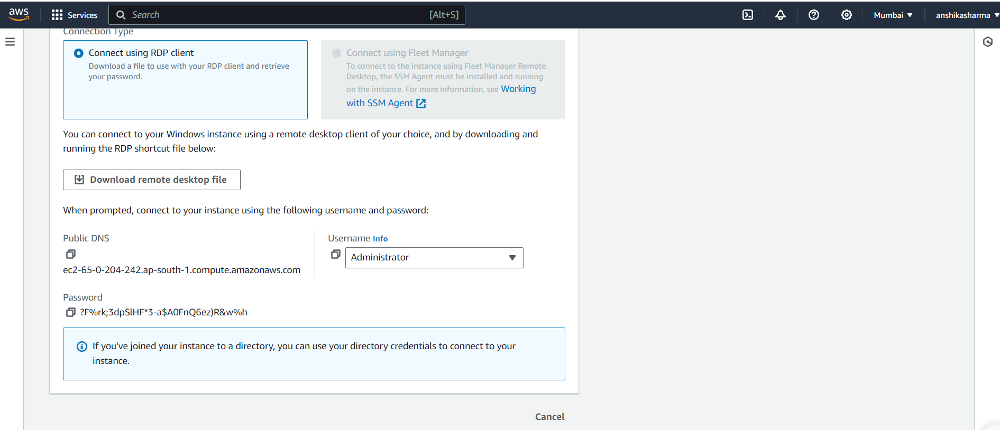 aws
Services
Search
[Alt+S]
Mumbai
anshikasharma
Connection Type
Connect using RDP client
Download a file to use with your RDP client and retrieve
your password.
Connect using Fleet Manager
To connect to the instance using Fleet Manager Remote
Desktop, the SSM Agent must be installed and running
on the instance. For more information, see Working
with SSM Agent
You can connect to your Windows instance using a remote desktop client of your choice, and by downloading and
running the RDP shortcut file below:
Download remote desktop file
When prompted, connect to your instance using the following username and password:
Public DNS
ec2-65-0-204-242.ap-south-1.compute.amazonaws.com
Username Info
Administrator
Password
?F%rk;3dpSlHF*3-a$A0FnQ6ez)R&w%h
If you've joined your instance to a directory, you can use your directory credentials to connect to your
instance.
Cancel